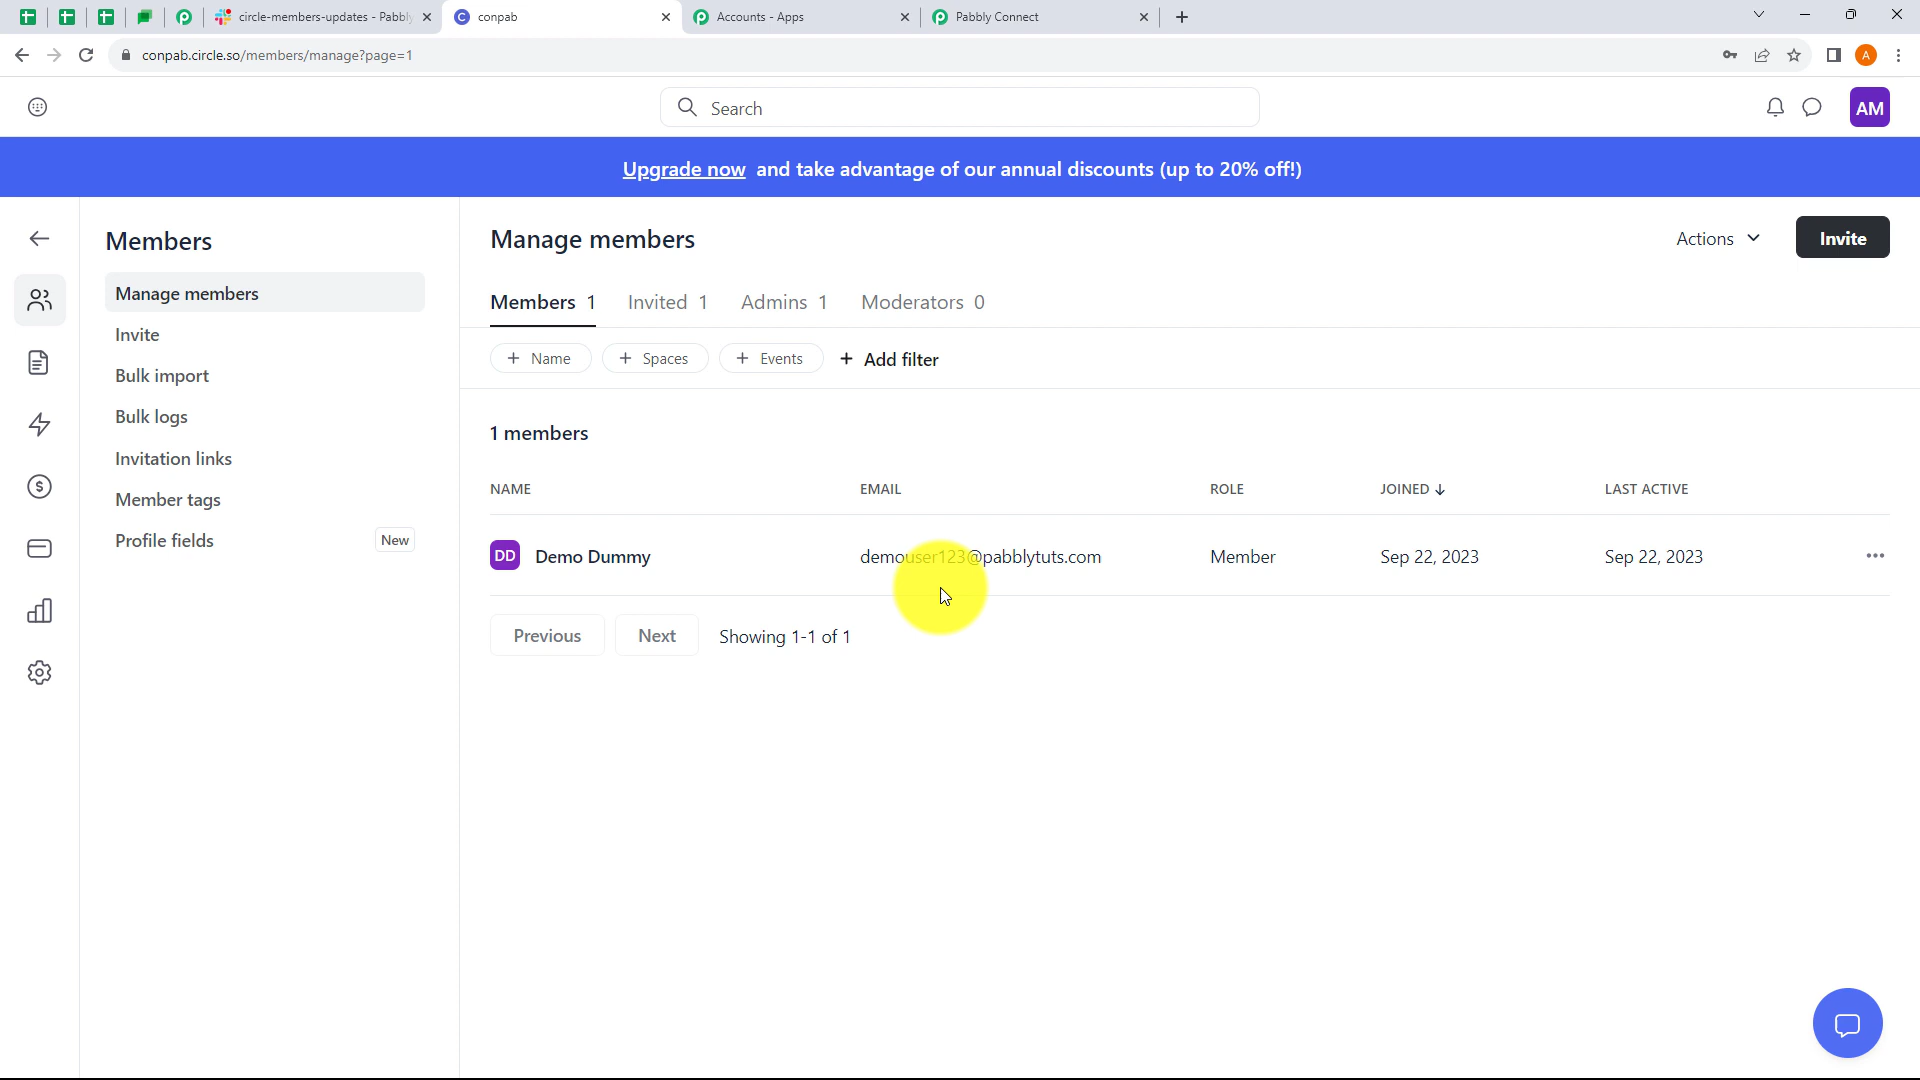 circle-members-updates - Pabbly
conpab
Accounts - Apps
Pabbly Connect
conpab.circle.so/members/manage?page=1
A
Search
AM
Upgrade now and take advantage of our annual discounts (up to 20% off!)
Members
Manage members
Invite
Bulk import
Bulk logs
Invitation links
Member tags
Profile fields New
Manage members
Actions
Invite
Members 1 Invited 1 Admins 1 Moderators 0
+ Name + Spaces + Events + Add filter
1 members
NAME EMAIL ROLE JOINED ↓ LAST ACTIVE
DD Demo Dummy demouser123@pabblytuts.com Member Sep 22, 2023 Sep 22, 2023
Previous Next Showing 1-1 of 1